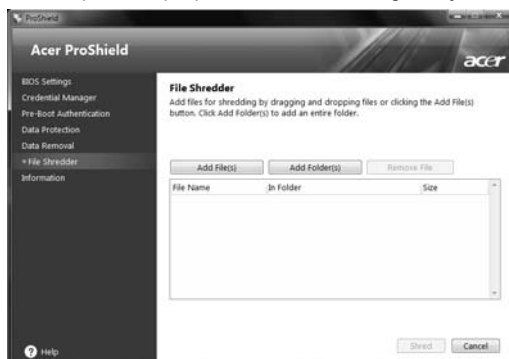 ProShield
Acer ProShield
acer
BIOS Settings
Credential Manager
Pre-Boot Authentication
Data Protection
Data Removal
File Shredder
Information
Help
File Shredder
Add files for shredding by dragging and dropping files or clicking the Add File(s)
button. Click Add Folder(s) to add an entire folder.
Add File(s) Add Folder(s) Remove File
File Name In Folder Size
Shred Cancel